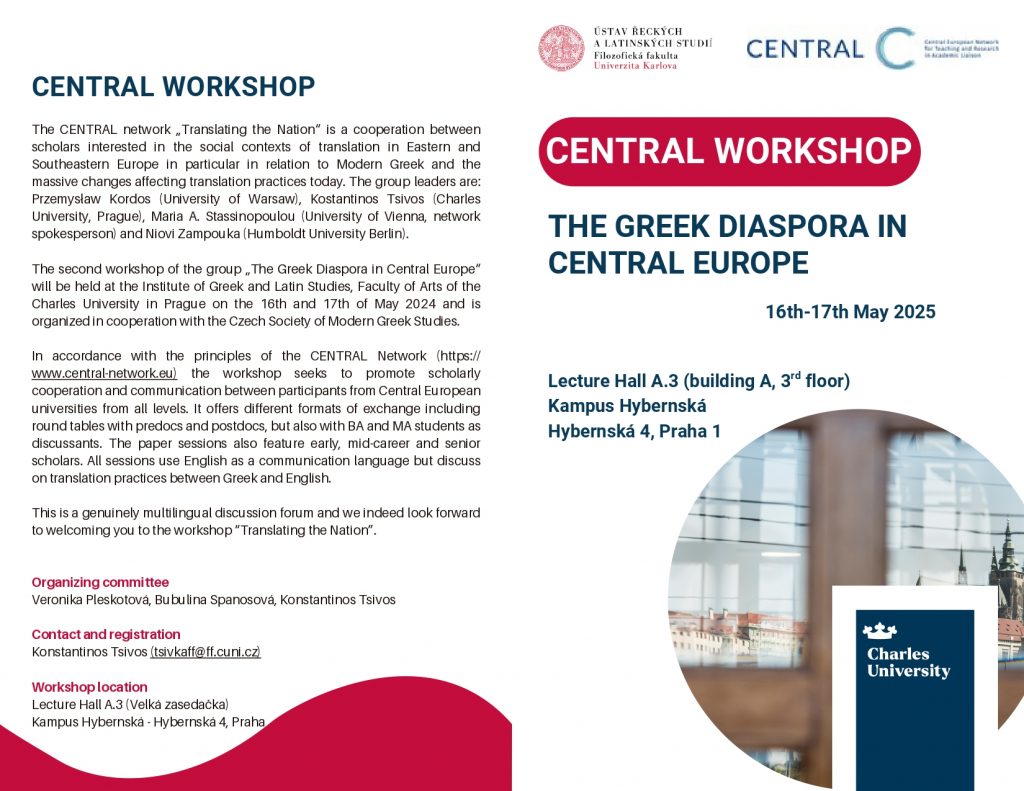 CENTRAL WORKSHOP
The CENTRAL network „Translating the Nation” is a cooperation between
scholars interested in the social contexts of translation in Eastern and
Southeastern Europe in particular in relation to Modern Greek and the
massive changes affecting translation practices today. The group leaders are:
Przemysław Kordos (University of Warsaw), Kostantinos Tsivos (Charles
University, Prague), Maria A. Stassinopoulou (University of Vienna, network
spokesperson) and Niovi Zampouka (Humboldt University Berlin).
The second workshop of the group „The Greek Diaspora in Central Europe”
will be held at the Institute of Greek and Latin Studies, Faculty of Arts of the
Charles University in Prague on the 16th and 17th of May 2024 and is
organized in cooperation with the Czech Society of Modern Greek Studies.
In accordance with the principles of the CENTRAL Network (https://
www.central-network.eu) the workshop seeks to promote scholarly
cooperation and communication between participants from Central European
universities from all levels. It offers different formats of exchange including
round tables with predocs and postdocs, but also with BA and MA students as
discussants. The paper sessions also feature early, mid-career and senior
scholars. All sessions use English as a communication language but discuss
on translation practices between Greek and English.
This is a genuinely multilingual discussion forum and we indeed look forward
to welcoming you to the workshop “Translating the Nation”.
Organizing committee
Veronika Pleskotová, Bubulina Spanosová, Konstantinos Tsivos
Contact and registration
Konstantinos Tsivos (tsivkaff@ff.cuni.cz)
Workshop location
Lecture Hall A.3 (Velká zasedačka)
Kampus Hybernská - Hybernská 4, Praha
ÚSTAV ŘECKÝCH
A LATINSKÝCH STUDIÍ
Filozofická fakulta
Univerzita Karlova
CENTRAL
Central European Network
for Teaching and Research
in Academic Liaison
CENTRAL WORKSHOP
THE GREEK DIASPORA IN
CENTRAL EUROPE
16th-17th May 2025
Lecture Hall A.3 (building A, 3rd floor)
Kampus Hybernská
Hybernská 4, Praha 1
Charles
University